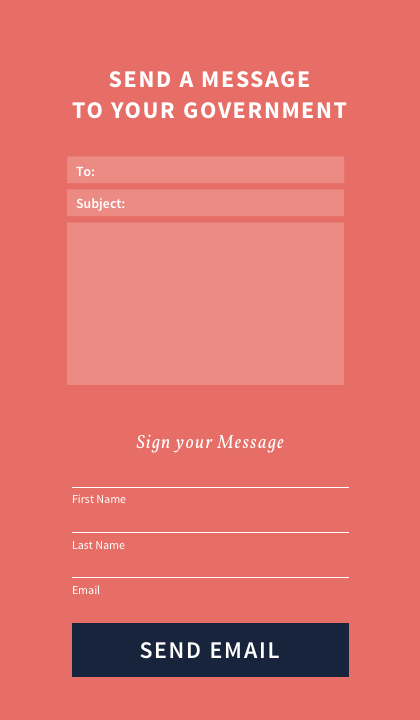 SEND A MESSAGE
TO YOUR GOVERNMENT
To:
Subject:
Sign your Message
First Name
Last Name
Email
SEND EMAIL